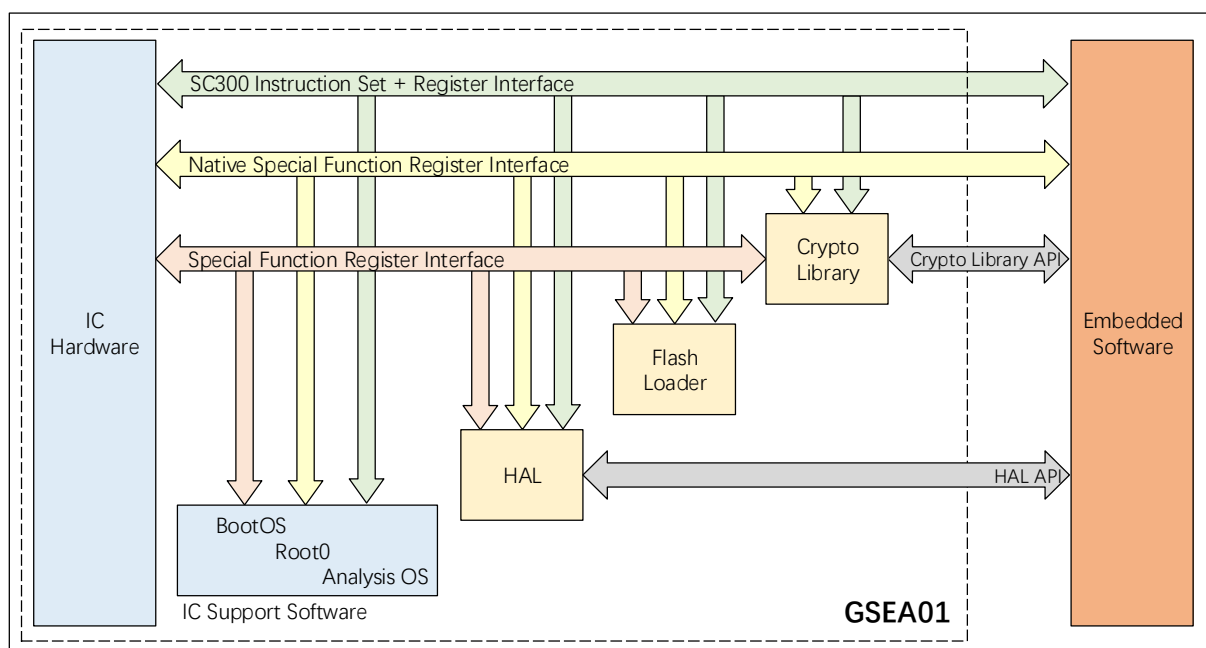 SC300 Instruction Set + Register Interface
Native Special Function Register Interface
Special Function Register Interface
Crypto
Library
Crypto Library API
IC
Hardware
Embedded
Software
Flash
Loader
HAL
HAL API
BootOS
Root0
Analysis OS
IC Support Software
GSEA01